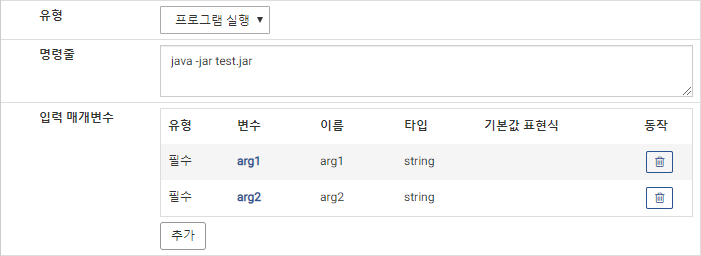 유형 프로그램 실행
명령줄 java -jar test.jar
입력 매개변수
유형 변수 이름 타입 기본값 표현식 동작
필수 arg1 arg1 string
필수 arg2 arg2 string
추가